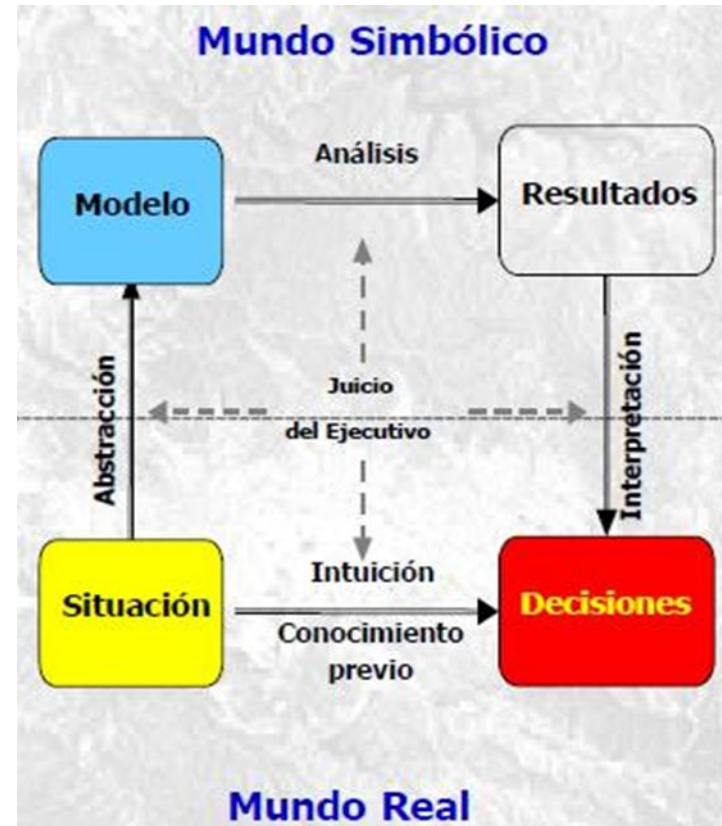 Mundo Simbólico
Análisis
Modelo
Resultados
Abstracción
Juicio
del Ejecutivo
Interpretación
Situación
Intuición
Conocimiento
previo
Decisiones
Mundo Real